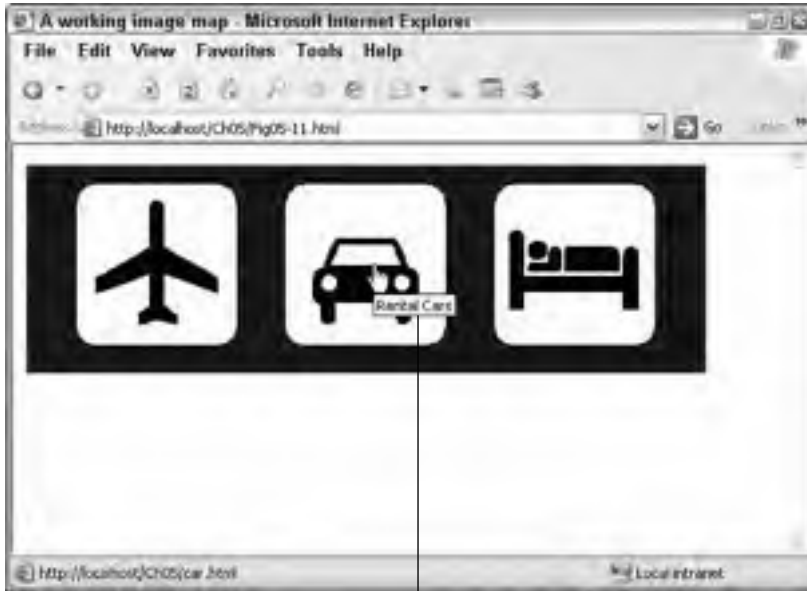 A working image map - Microsoft Internet Explorer
File Edit View Favorites Tools Help
http://localhost/Ch05/Fig05-11.html Go
Rental Cars
http://localhost/Ch05/car.html Local intranet